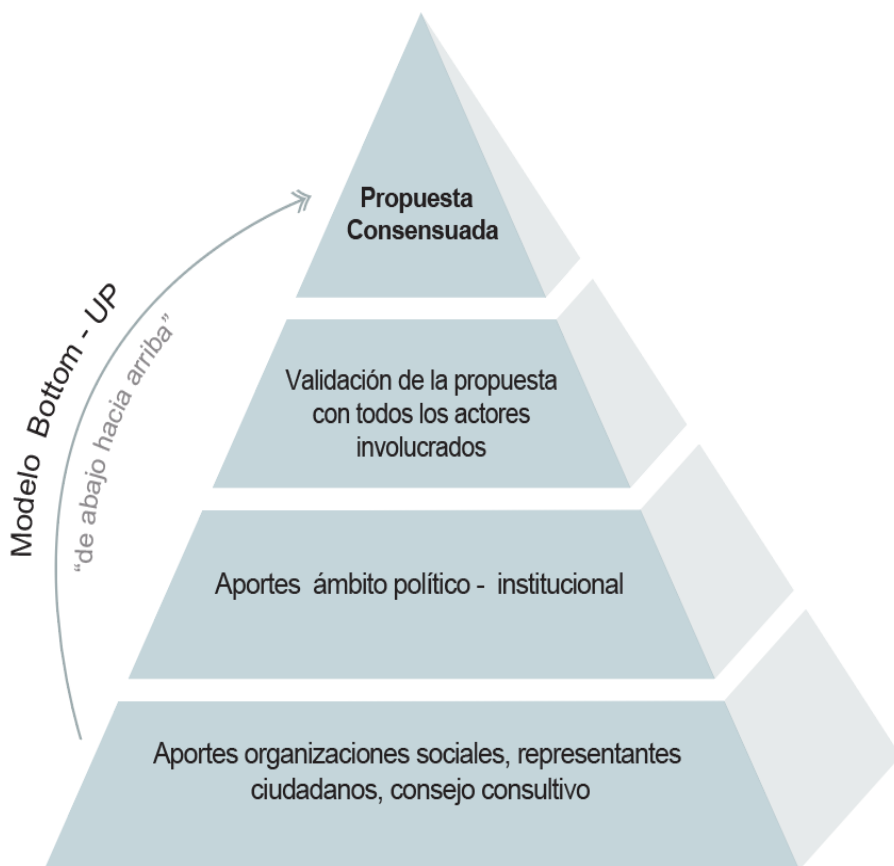 Propuesta
Consensuada
Modelo Bottom - UP
“de abajo hacia arriba”
Validación de la propuesta
con todos los actores
involucrados
Aportes ámbito político - institucional
Aportes organizaciones sociales, representantes
ciudadanos, consejo consultivo